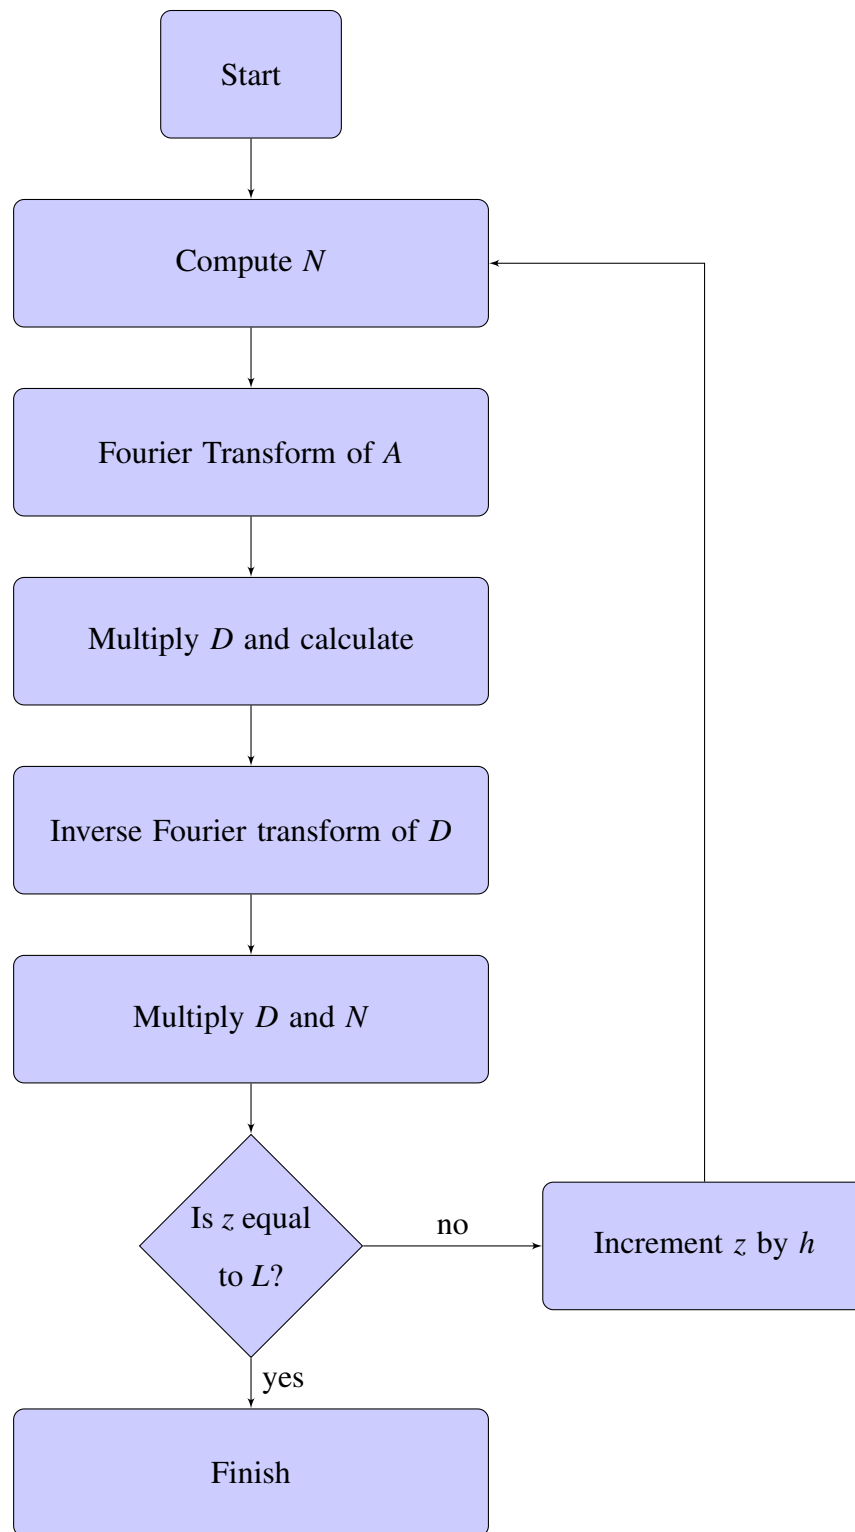 Start
Compute N
Fourier Transform of A
Multiply D and calculate
Inverse Fourier transform of D
Multiply D and N
Is z equal
to L?
no
Increment z by h
yes
Finish